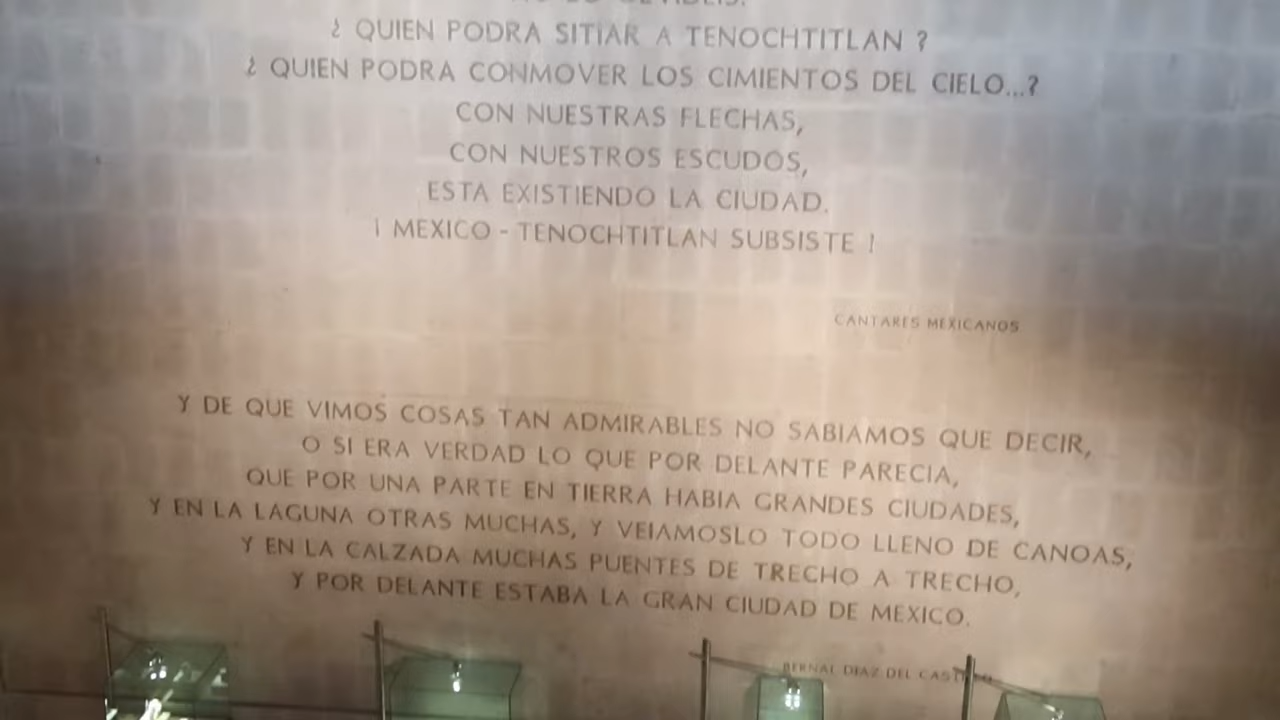 ¿ QUIEN PODRA SITIAR A TENOCHTITLAN ?
¿ QUIEN PODRA CONMOVER LOS CIMIENTOS DEL CIELO...?
CON NUESTRAS FLECHAS,
CON NUESTROS ESCUDOS,
ESTA EXISTIENDO LA CIUDAD.
¡ MEXICO - TENOCHTITLAN SUBSISTE !
CANTARES MEXICANOS
Y DE QUE VIMOS COSAS TAN ADMIRABLES NO SABIAMOS QUE DECIR,
O SI ERA VERDAD LO QUE POR DELANTE PARECIA,
QUE POR UNA PARTE EN TIERRA HABIA GRANDES CIUDADES,
Y EN LA LAGUNA OTRAS MUCHAS, Y VEIAMOSLO TODO LLENO DE CANOAS,
Y EN LA CALZADA MUCHAS PUENTES DE TRECHO A TRECHO,
Y POR DELANTE ESTABA LA GRAN CIUDAD DE MEXICO.
BERNAL DIAZ DEL